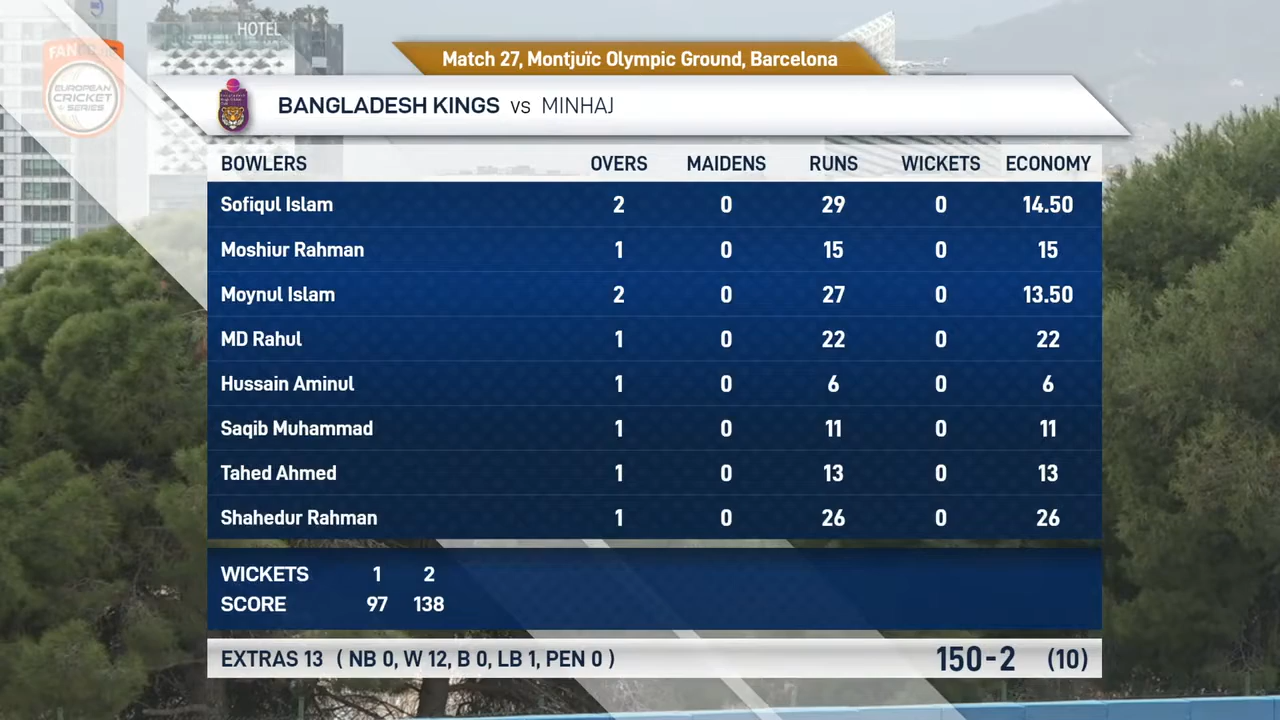 HOTEL
EUROPEAN
CRICKET
SERIES
Match 27, Montjuïc Olympic Ground, Barcelona
BANGLADESH KINGS vs MINHAJ
BOWLERS OVERS MAIDENS RUNS WICKETS ECONOMY
Sofiqul Islam 2 0 29 0 14.50
Moshiur Rahman 1 0 15 0 15
Moynul Islam 2 0 27 0 13.50
MD Rahul 1 0 22 0 22
Hussain Aminul 1 0 6 0 6
Saqib Muhammad 1 0 11 0 11
Tahed Ahmed 1 0 13 0 13
Shahedur Rahman 1 0 26 0 26
WICKETS 1 2
SCORE 97 138
EXTRAS 13 ( NB 0, W 12, B 0, LB 1, PEN 0 ) 150-2 (10)